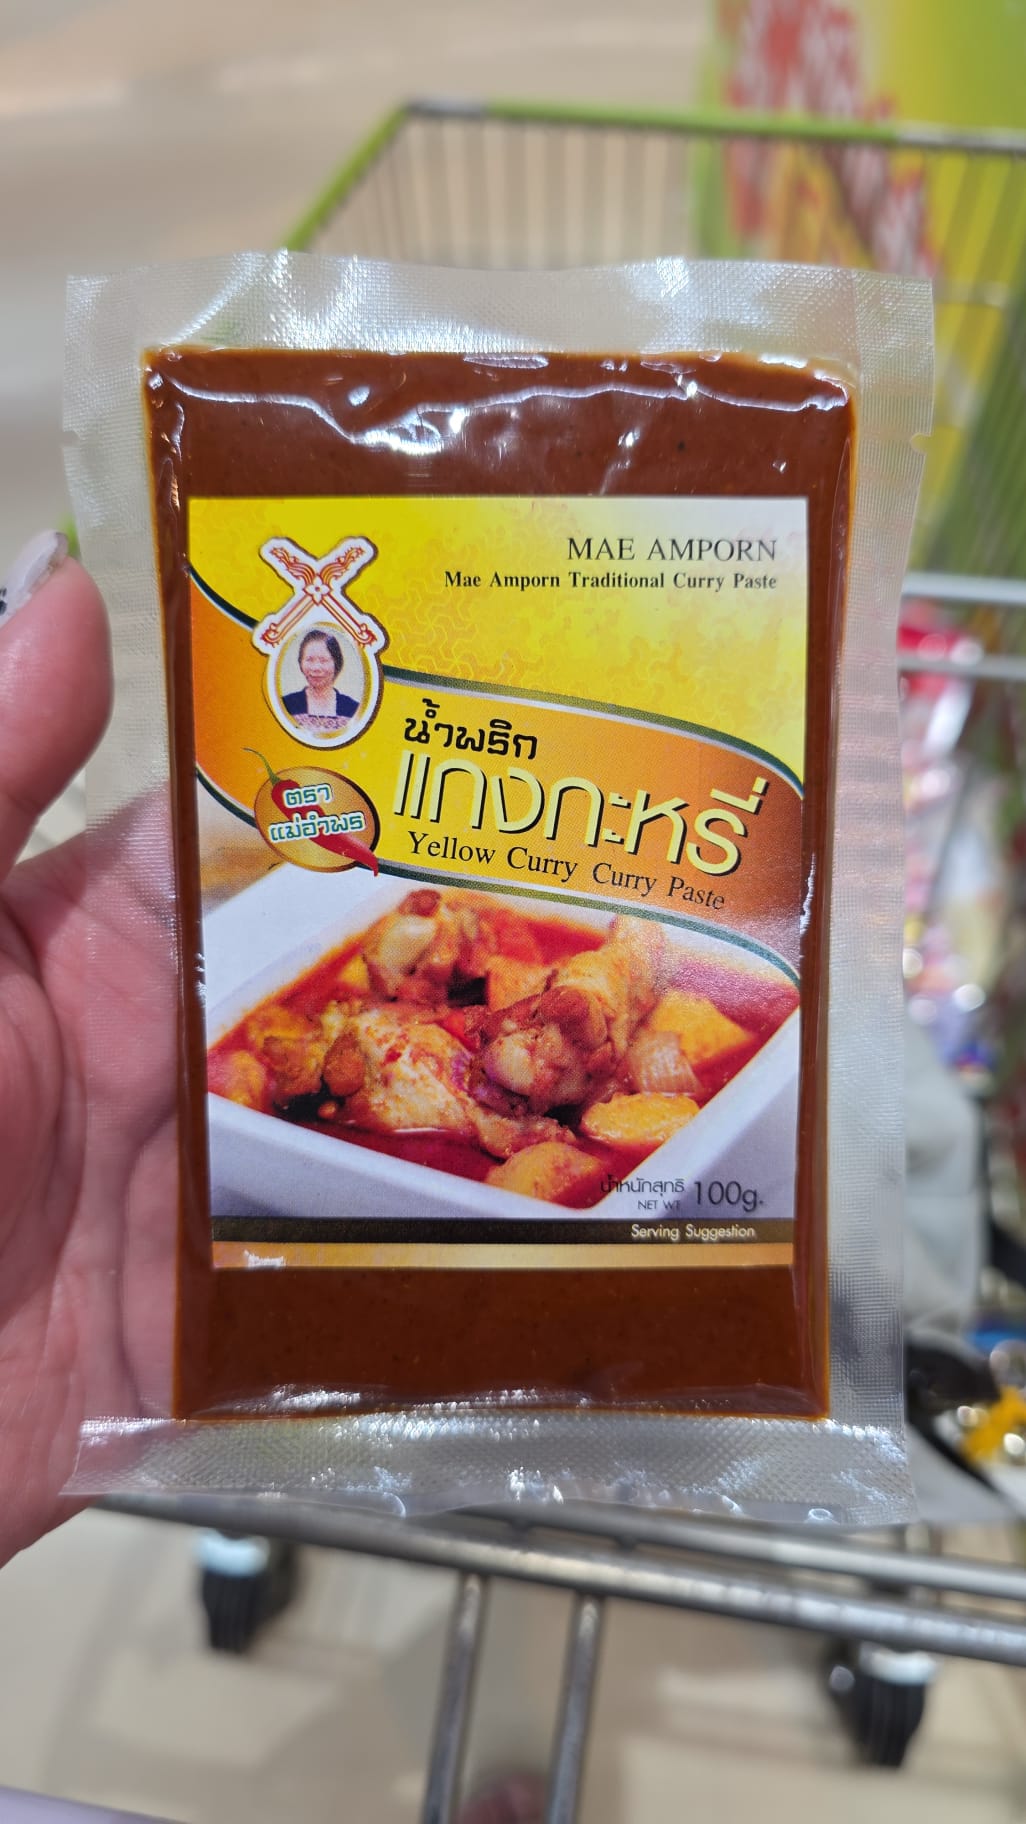 MAE AMPORN
Mae Amporn Traditional Curry Paste
น้ำพริก
แกงกะหรี่
Yellow Curry Curry Paste
ตรา
แม่อำพร
น้ำหนักสุทธิ
NET WT. 100g.
Serving Suggestion